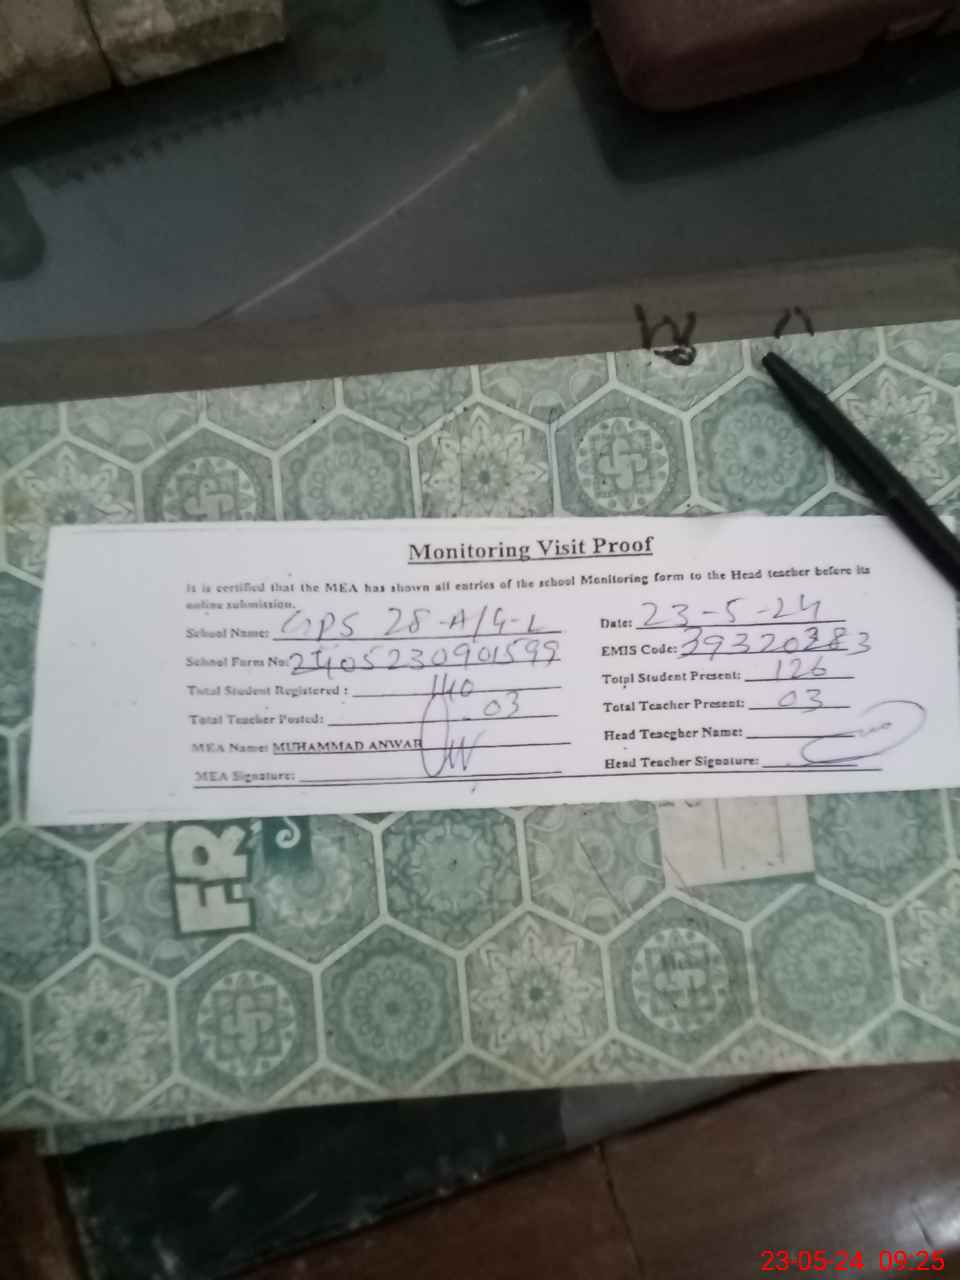 Monitoring Visit Proof
It is certified that the MEA has shown all entries of the school Monitoring form to the Head teacher before its
online submission.
School Name: GPS 28-A/4-L
Date: 23-5-24
School Form No: 2405230901599
EMIS Code: 39320283
Total Student Registered : 140
Total Student Present: 126
Total Teacher Posted: 03
Total Teacher Present: 03
MEA Name: MUHAMMAD ANWAR
Head Teacgher Name:
MEA Signature:
Head Teacher Signature:
FR
23-05-24 09:25